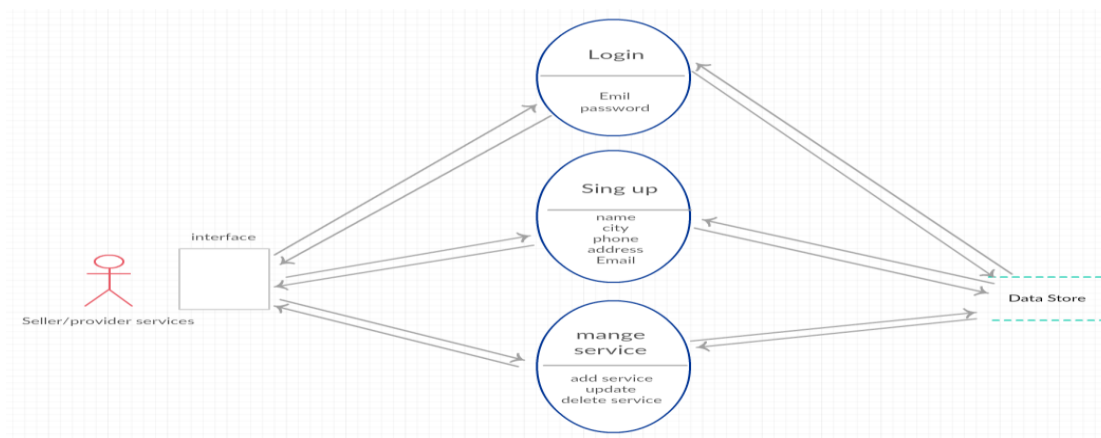 Login
Emil
password
Sing up
name
city
phone
address
Email
interface
Seller/provider services
Data Store
mange
service
add service
update
delete service